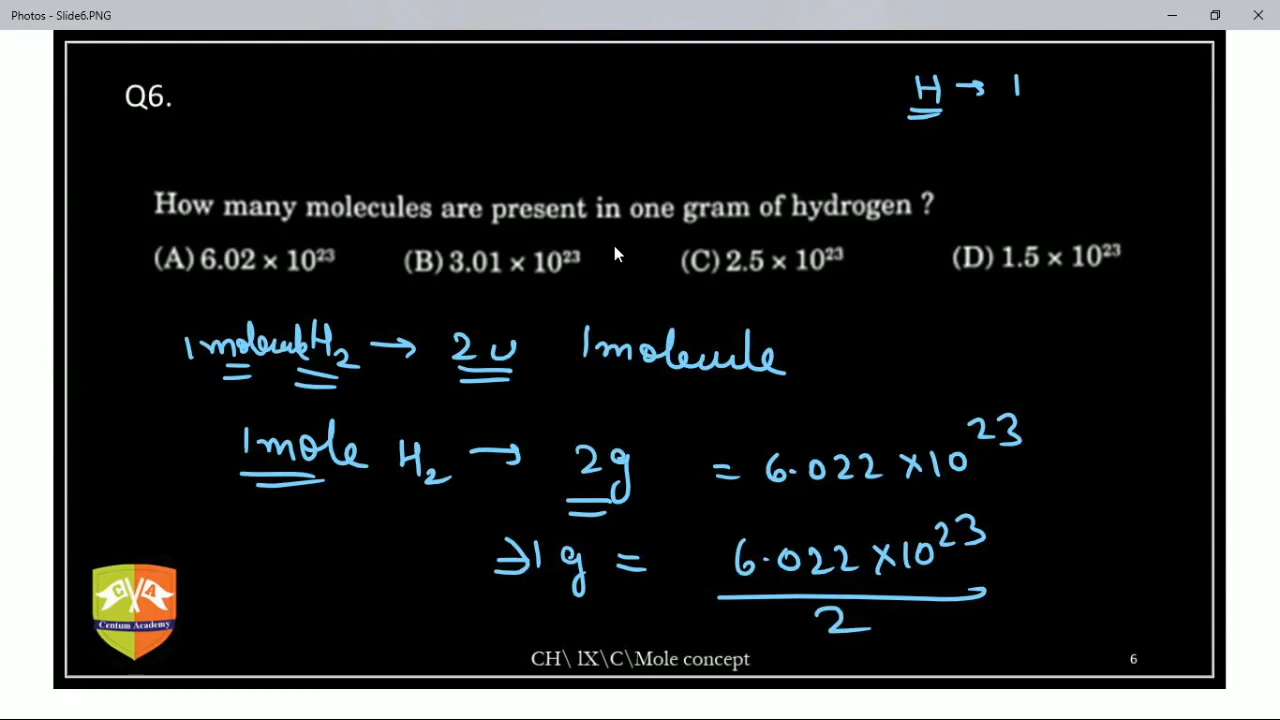 Photos - Slide6.PNG
Q6.
H → 1
How many molecules are present in one gram of hydrogen ?
(A) 6.02 × 10²³ (B) 3.01 × 10²³ (C) 2.5 × 10²³ (D) 1.5 × 10²³
1 molecule H₂ → 2 u 1 molecule
1 mole H₂ → 2g = 6.022 × 10²³
⇒ 1 g = 6.022 × 10²³
2
C A
Centum Academy
CH\ lX\C\Mole concept
6